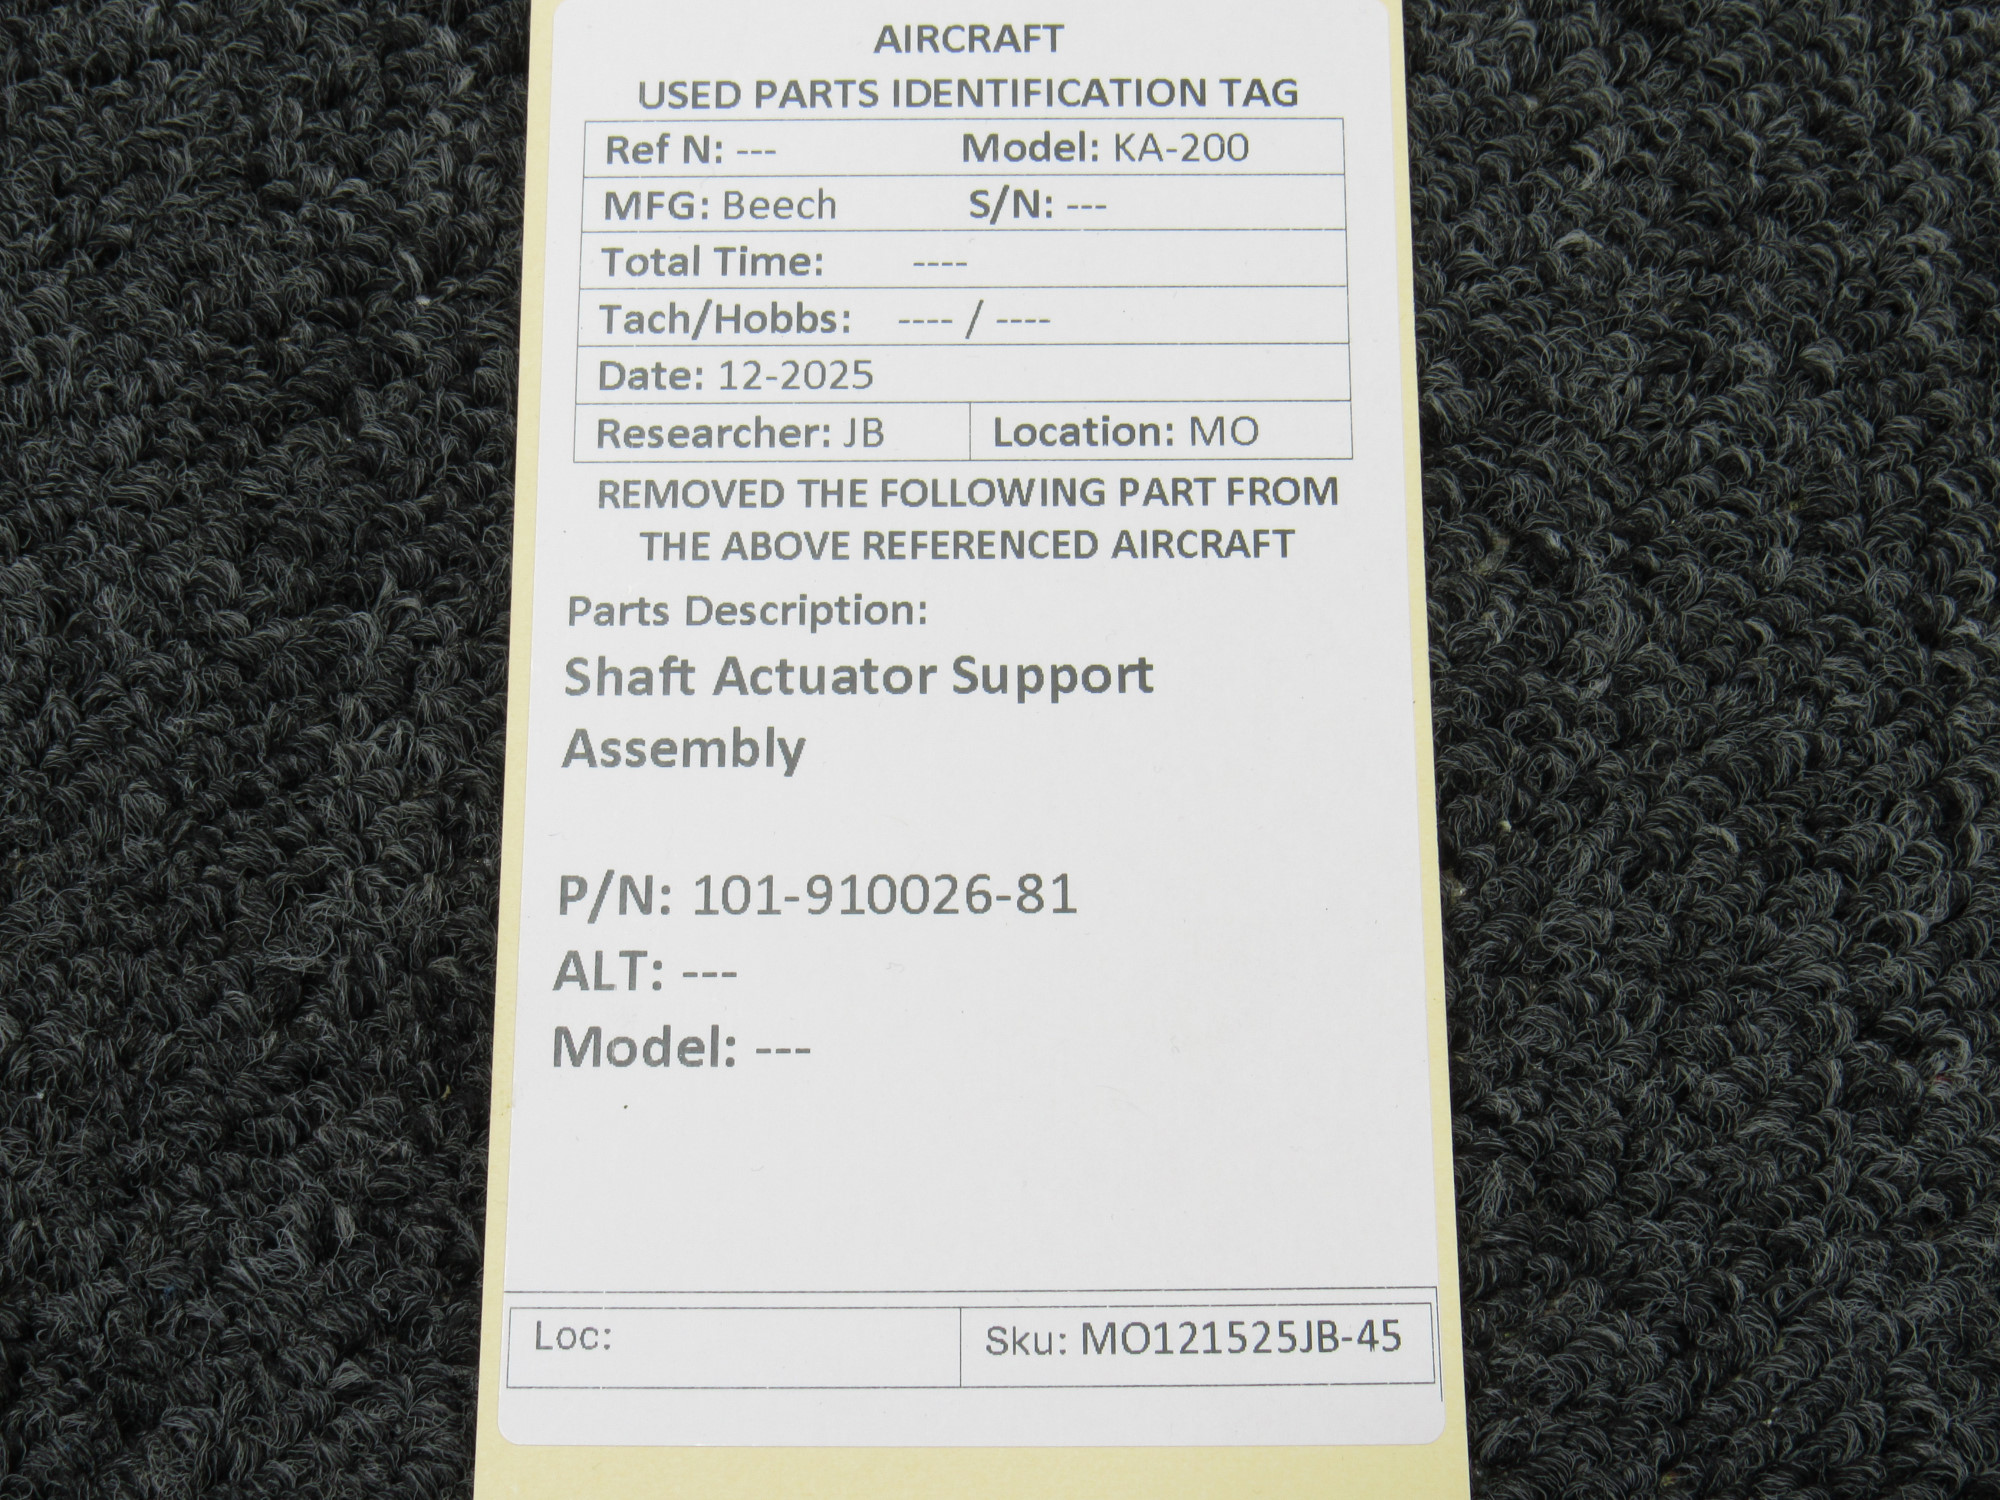 AIRCRAFT
USED PARTS IDENTIFICATION TAG
Ref N: --- Model: KA-200
MFG: Beech S/N: ---
Total Time: ----
Tach/Hobbs: ---- / ----
Date: 12-2025
Researcher: JB Location: MO
REMOVED THE FOLLOWING PART FROM
THE ABOVE REFERENCED AIRCRAFT
Parts Description:
Shaft Actuator Support
Assembly
P/N: 101-910026-81
ALT: ---
Model: ---
Loc: Sku: MO121525JB-45